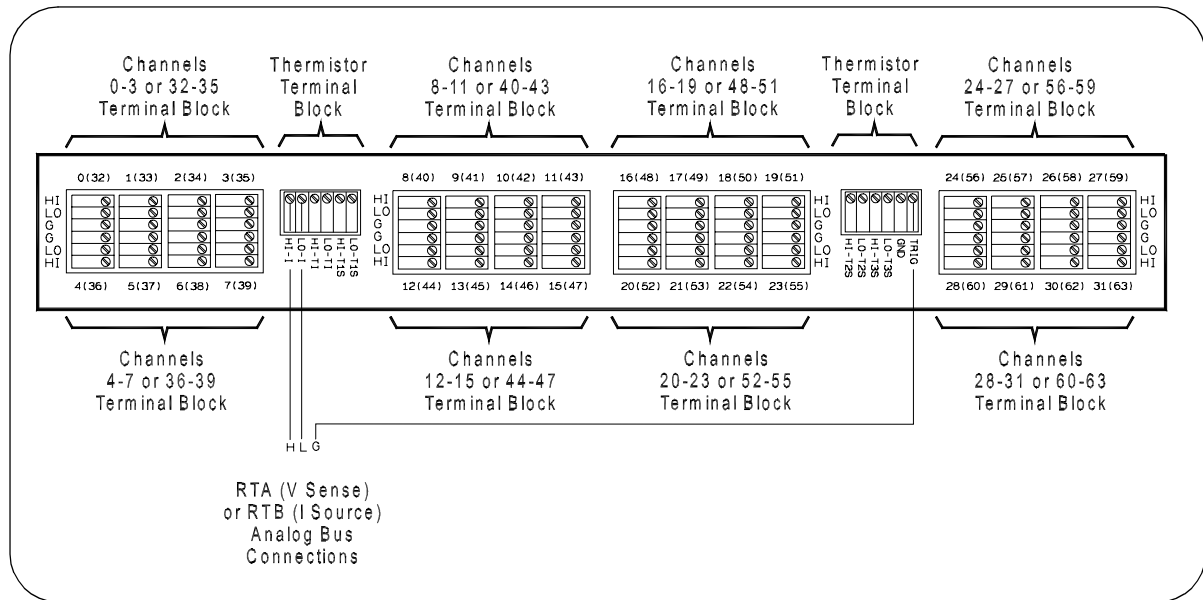 Channels
0-3 or 32-35
Terminal Block
Thermistor
Terminal
Block
Channels
8-11 or 40-43
Terminal Block
Channels
16-19 or 48-51
Terminal Block
Thermistor
Terminal
Block
Channels
24-27 or 56-59
Terminal Block
0(32) 1(33) 2(34) 3(35)
8(40) 9(41) 10(42) 11(43)
16(48) 17(49) 18(50) 19(51)
24(56) 25(57) 26(58) 27(59)
HI
LO
G
G
LO
HI
HI-I
LO-I
HI-TI
LO-TI
HI-T1S
LO-T1S
HI
LO
G
G
LO
HI
HI-T2S
LO-T2S
HI-T3S
LO-T3S
GND
TRIG
HI
LO
G
G
LO
HI
4(36) 5(37) 6(38) 7(39)
12(44) 13(45) 14(46) 15(47)
20(52) 21(53) 22(54) 23(55)
28(60) 29(61) 30(62) 31(63)
Channels
4-7 or 36-39
Terminal Block
Channels
12-15 or 44-47
Terminal Block
Channels
20-23 or 52-55
Terminal Block
Channels
28-31 or 60-63
Terminal Block
H L G
RTA (V Sense)
or RTB (I Source)
Analog Bus
Connections